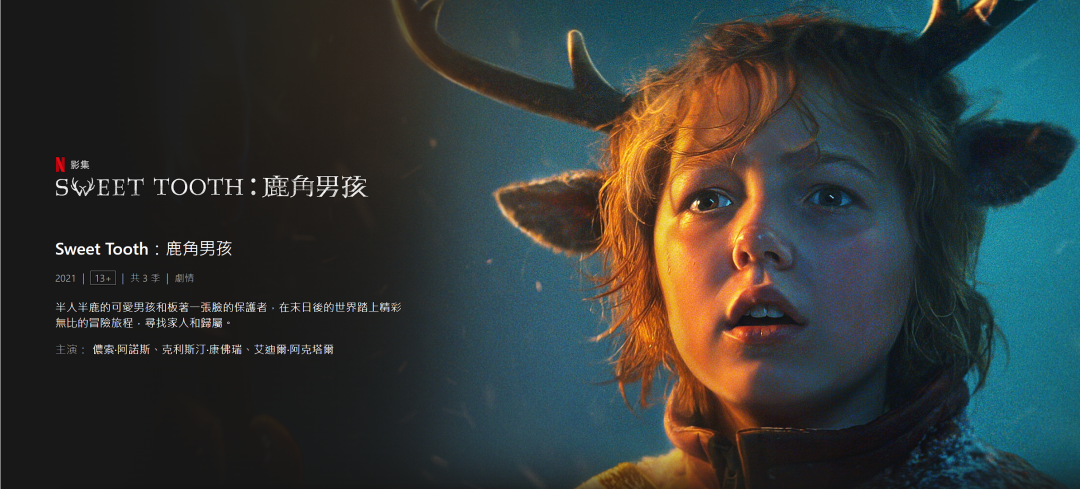 N 影集
SWEET TOOTH：鹿角男孩
Sweet Tooth：鹿角男孩
2021 | 13+ | 共 3 季 | 劇情
半人半鹿的可愛男孩和板著一張臉的保護者，在末日後的世界踏上精彩
無比的冒險旅程，尋找家人和歸屬。
主演： 儂索·阿諾斯、克利斯汀·康佛瑞、艾迪爾·阿克塔爾